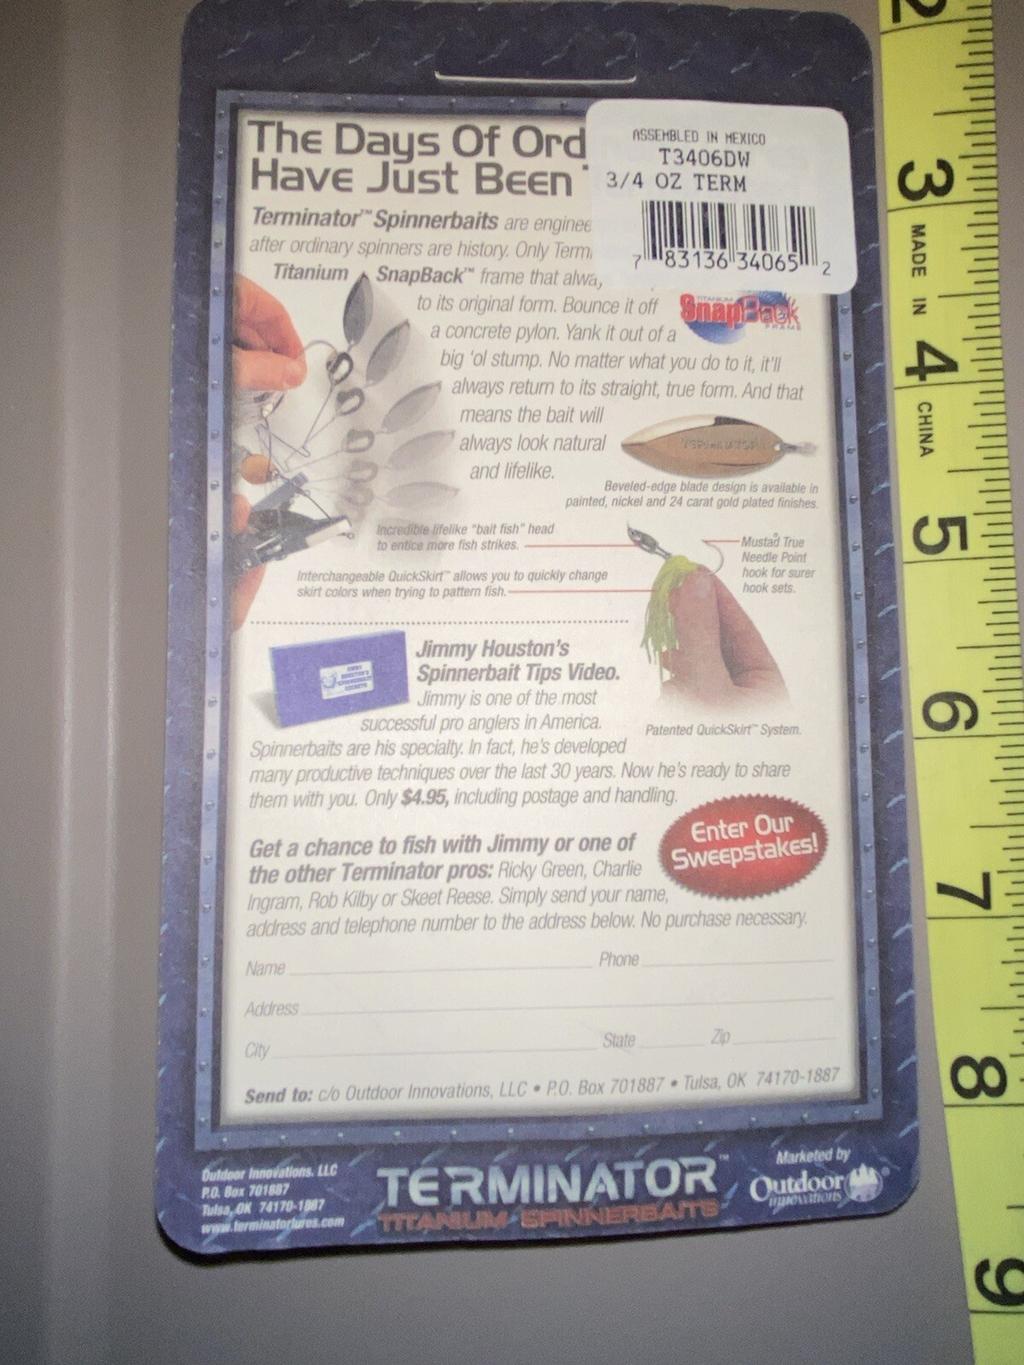 The Days Of Ord
Have Just Been
ASSEMBLED IN MEXICO
T3406DW
3/4 OZ TERM
7 83136 34065 2
Terminator™ Spinnerbaits are enginee
after ordinary spinners are history. Only Term
Titanium SnapBack™ frame that alwa
to its original form. Bounce it off
a concrete pylon. Yank it out of a
big 'ol stump. No matter what you do to it, it'll
always return to its straight, true form. And that
means the bait will
always look natural
and lifelike.
TITANIUM
SnapBack
FRAME
TERMINATOR
Beveled-edge blade design is available in
painted, nickel and 24 carat gold plated finishes.
Incredible lifelike "bait fish" head
to entice more fish strikes.
Mustad True
Needle Point
hook for surer
hook sets.
Interchangeable QuickSkirt™ allows you to quickly change
skirt colors when trying to pattern fish.
Patented QuickSkirt™ System.
JIMMY
HOUSTON'S
SPINNERBAIT
SECRETS
Jimmy Houston's
Spinnerbait Tips Video.
Jimmy is one of the most
successful pro anglers in America.
Spinnerbaits are his specialty. In fact, he's developed
many productive techniques over the last 30 years. Now he's ready to share
them with you. Only $4.95, including postage and handling.
Enter Our
Sweepstakes!
Get a chance to fish with Jimmy or one of
the other Terminator pros: Ricky Green, Charlie
Ingram, Rob Kilby or Skeet Reese. Simply send your name,
address and telephone number to the address below. No purchase necessary.
Name Phone
Address
City State Zip
Send to: c/o Outdoor Innovations, LLC • P.O. Box 701887 • Tulsa, OK 74170-1887
Outdoor Innovations, LLC
P.O. Box 701887
Tulsa, OK 74170-1887
www.terminatorlures.com
TERMINATOR™
TITANIUM SPINNERBAITS
Marketed by
Outdoor
innovations®
2
3
MADE IN
4
CHINA
5
6
7
8
9